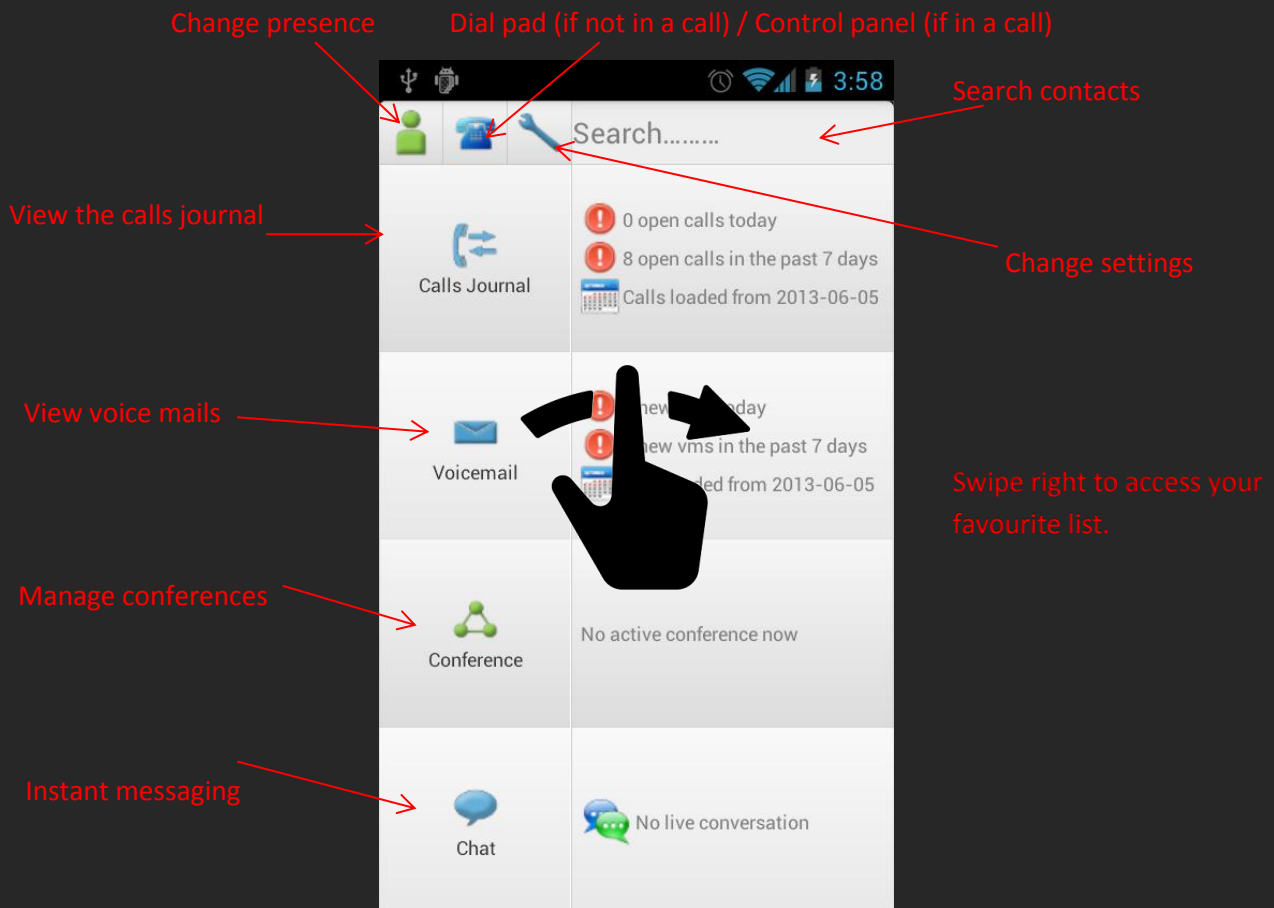 Change presence
Dial pad (if not in a call) / Control panel (if in a call)
3:58
Search contacts
Search………
View the calls journal
0 open calls today
8 open calls in the past 7 days
Calls Journal
Calls loaded from 2013-06-05
Change settings
View voice mails
new day
new vms in the past 7 days
Voicemail
ded from 2013-06-05
Swipe right to access your
favourite list.
Manage conferences
No active conference now
Conference
Instant messaging
No live conversation
Chat